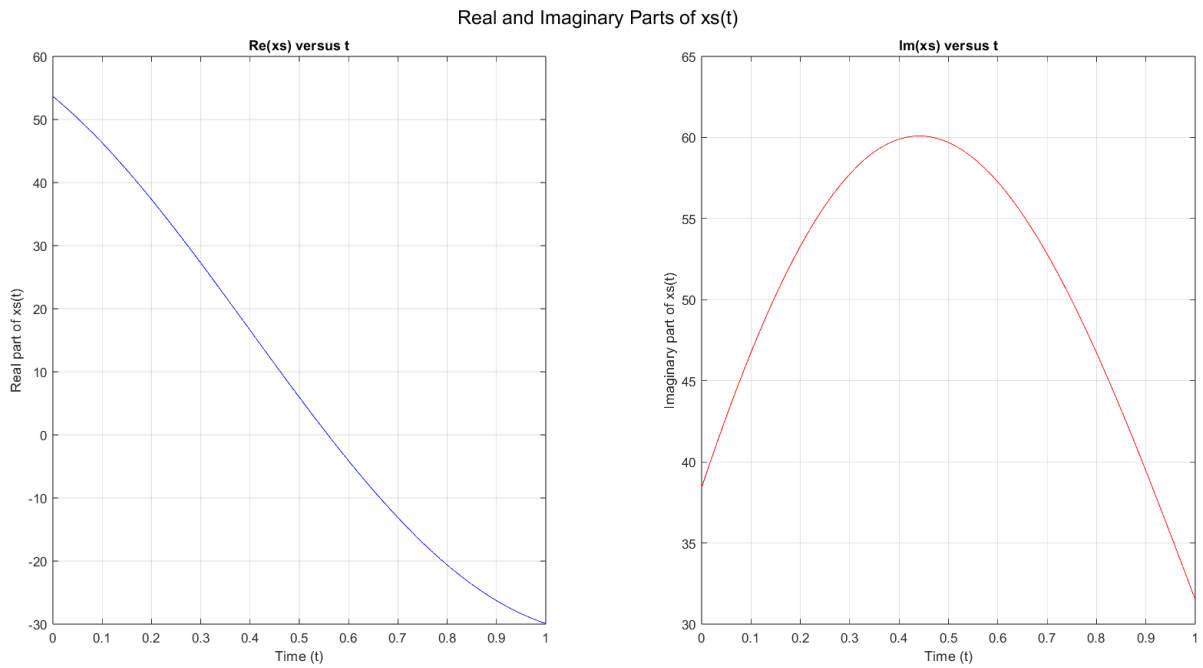 Real and Imaginary Parts of xs(t)
Re(xs) versus t
60
50
40
30
20
10
0
-10
-20
-30
Real part of xs(t)
0 0.1 0.2 0.3 0.4 0.5 0.6 0.7 0.8 0.9 1
Time (t)
Im(xs) versus t
65
60
55
50
45
40
35
30
Imaginary part of xs(t)
0 0.1 0.2 0.3 0.4 0.5 0.6 0.7 0.8 0.9 1
Time (t)